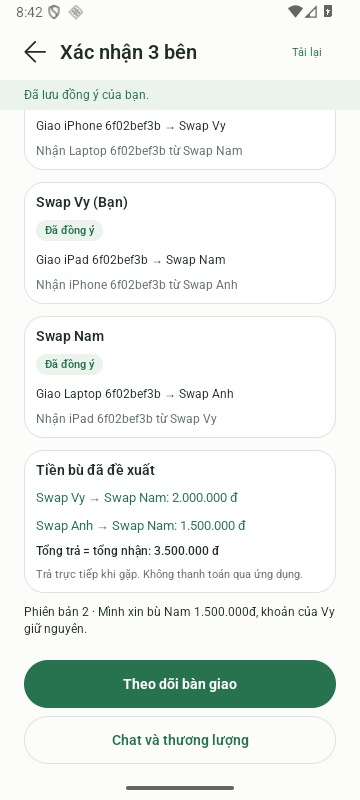 8:42
Xác nhận 3 bên
Tải lại
Đã lưu đồng ý của bạn.
Giao iPhone 6f02bef3b → Swap Vy
Nhận Laptop 6f02bef3b từ Swap Nam
Swap Vy (Bạn)
Đã đồng ý
Giao iPad 6f02bef3b → Swap Nam
Nhận iPhone 6f02bef3b từ Swap Anh
Swap Nam
Đã đồng ý
Giao Laptop 6f02bef3b → Swap Anh
Nhận iPad 6f02bef3b từ Swap Vy
Tiền bù đã đề xuất
Swap Vy → Swap Nam: 2.000.000 đ
Swap Anh → Swap Nam: 1.500.000 đ
Tổng trả = tổng nhận: 3.500.000 đ
Trả trực tiếp khi gặp. Không thanh toán qua ứng dụng.
Phiên bản 2 · Mình xin bù Nam 1.500.000đ, khoản của Vy
giữ nguyên.
Theo dõi bàn giao
Chat và thương lượng